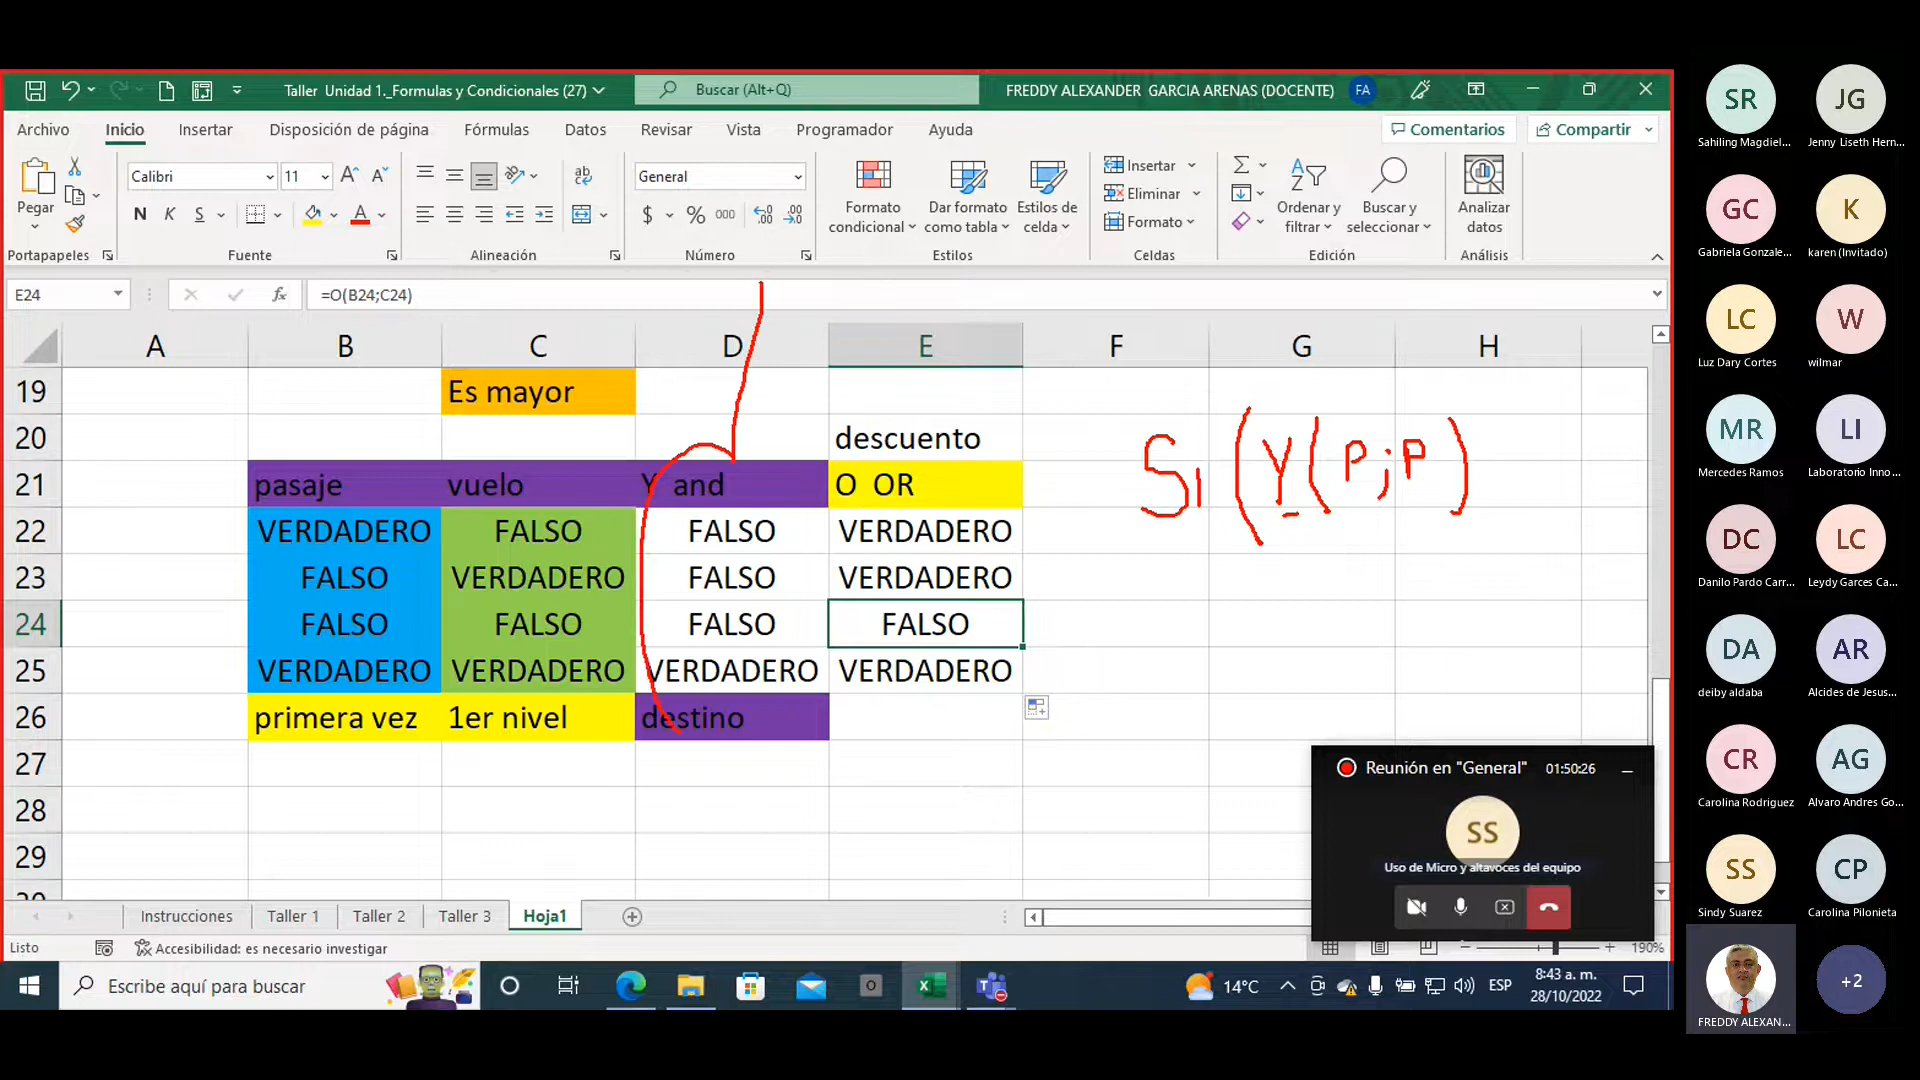 Taller Unidad 1._Formulas y Condicionales (27)
Buscar (Alt+Q)
FREDDY ALEXANDER GARCIA ARENAS (DOCENTE)
FA
Archivo Inicio Insertar Disposición de página Fórmulas Datos Revisar Vista Programador Ayuda
Comentarios Compartir
Pegar
Calibri 11
N K S
General
$ % 000
Formato condicional
Dar formato como tabla
Estilos de celda
Insertar
Eliminar
Formato
Ordenar y filtrar
Buscar y seleccionar
Analizar datos
Portapapeles Fuente Alineación Número Estilos Celdas Edición Análisis
E24 fx =O(B24;C24)
A B C D E F G H
19 Es mayor
20 descuento
21 pasaje vuelo Y and O OR
22 VERDADERO FALSO FALSO VERDADERO
23 FALSO VERDADERO FALSO VERDADERO
24 FALSO FALSO FALSO FALSO
25 VERDADERO VERDADERO VERDADERO VERDADERO
26 primera vez 1er nivel destino
27
28
29
Si (Y(P;P)
Reunión en "General" 01:50:26
SS
Uso de Micro y altavoces del equipo
Instrucciones Taller 1 Taller 2 Taller 3 Hoja1
Listo Accesibilidad: es necesario investigar
190%
Escribe aquí para buscar
14°C ESP
8:43 a. m.
28/10/2022
SR JG
Sahiling Magdiel... Jenny Liseth Hern...
GC K
Gabriela Gonzale... karen (Invitado)
LC W
Luz Dary Cortes wilmar
MR LI
Mercedes Ramos Laboratorio Inno...
DC LC
Danilo Pardo Carr... Leydy Garces Ca...
DA AR
deiby aldaba Alcides de Jesus...
CR AG
Carolina Rodriguez Alvaro Andres Go...
SS CP
Sindy Suarez Carolina Pilonieta
+2
FREDDY ALEXAN...